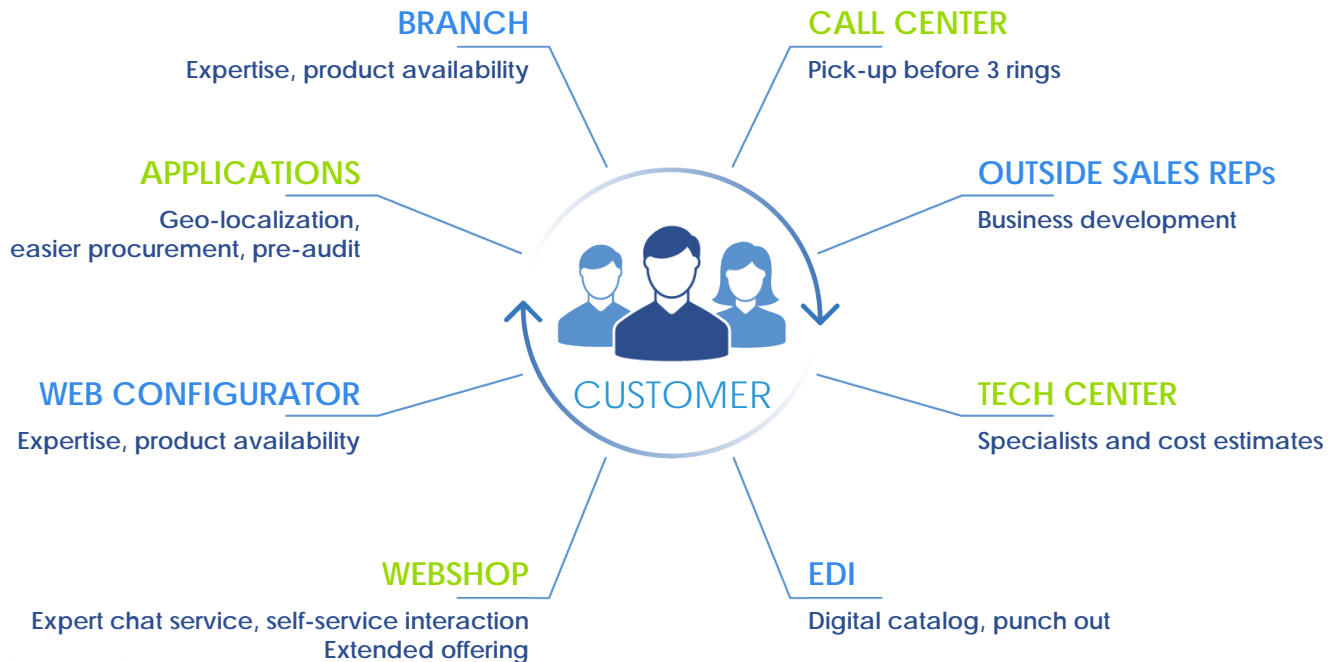 BRANCH
Expertise, product availability
CALL CENTER
Pick-up before 3 rings
APPLICATIONS
Geo-localization,
easier procurement, pre-audit
OUTSIDE SALES REPs
Business development
CUSTOMER
WEB CONFIGURATOR
Expertise, product availability
TECH CENTER
Specialists and cost estimates
WEBSHOP
Expert chat service, self-service interaction
Extended offering
EDI
Digital catalog, punch out